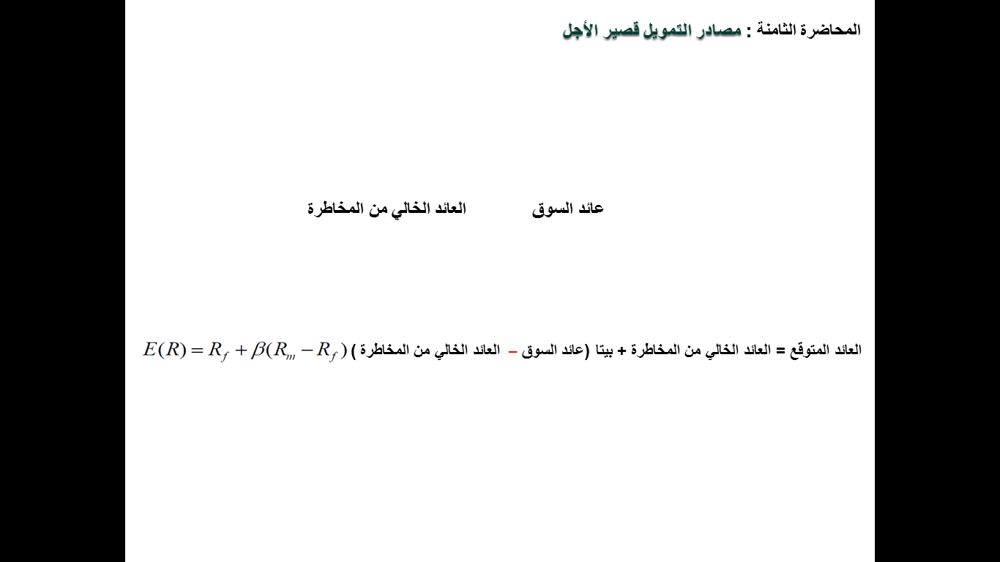 المحاضرة الثامنة : مصادر التمويل قصير الأجل
عائد السوق العائد الخالي من المخاطرة
العائد المتوقع = العائد الخالي من المخاطرة + بيتا (عائد السوق – العائد الخالي من المخاطرة ) E(R) = R_f + β(R_m − R_f)